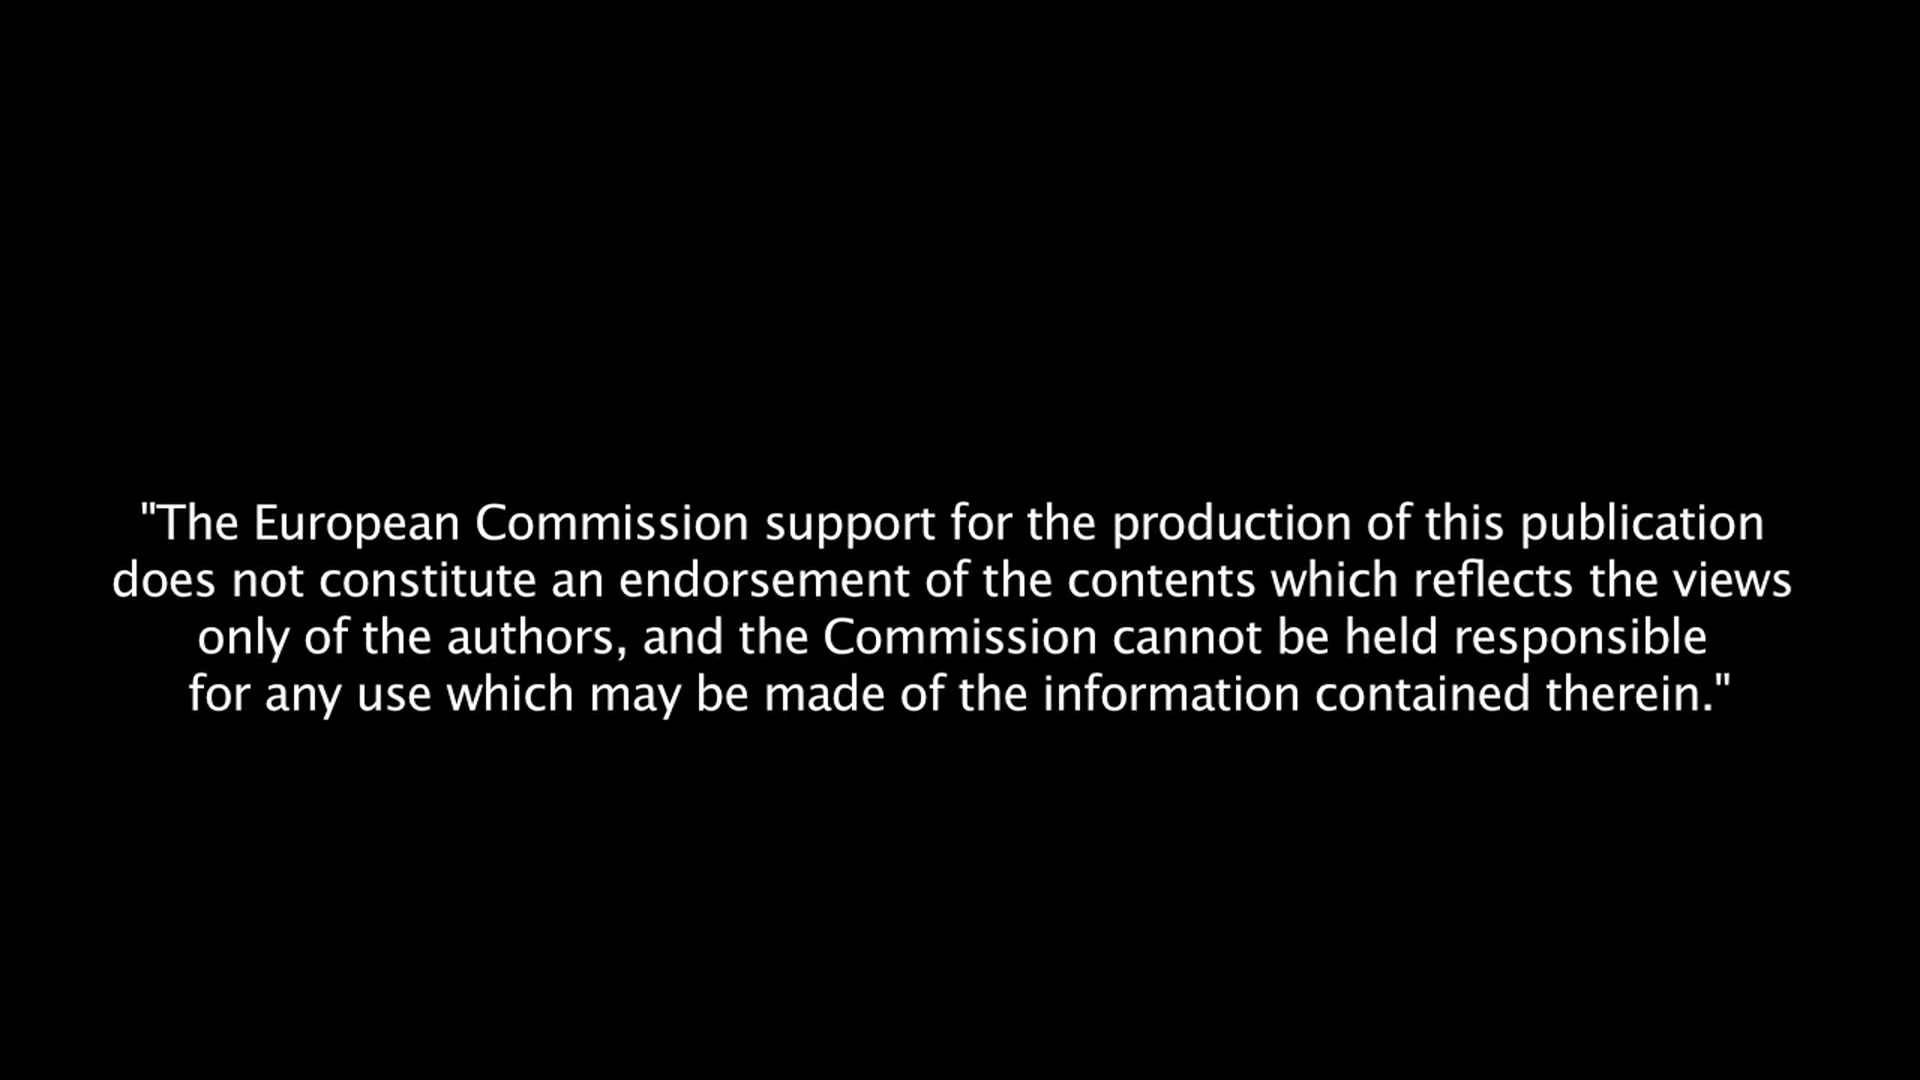 "The European Commission support for the production of this publication
does not constitute an endorsement of the contents which reflects the views
only of the authors, and the Commission cannot be held responsible
for any use which may be made of the information contained therein."